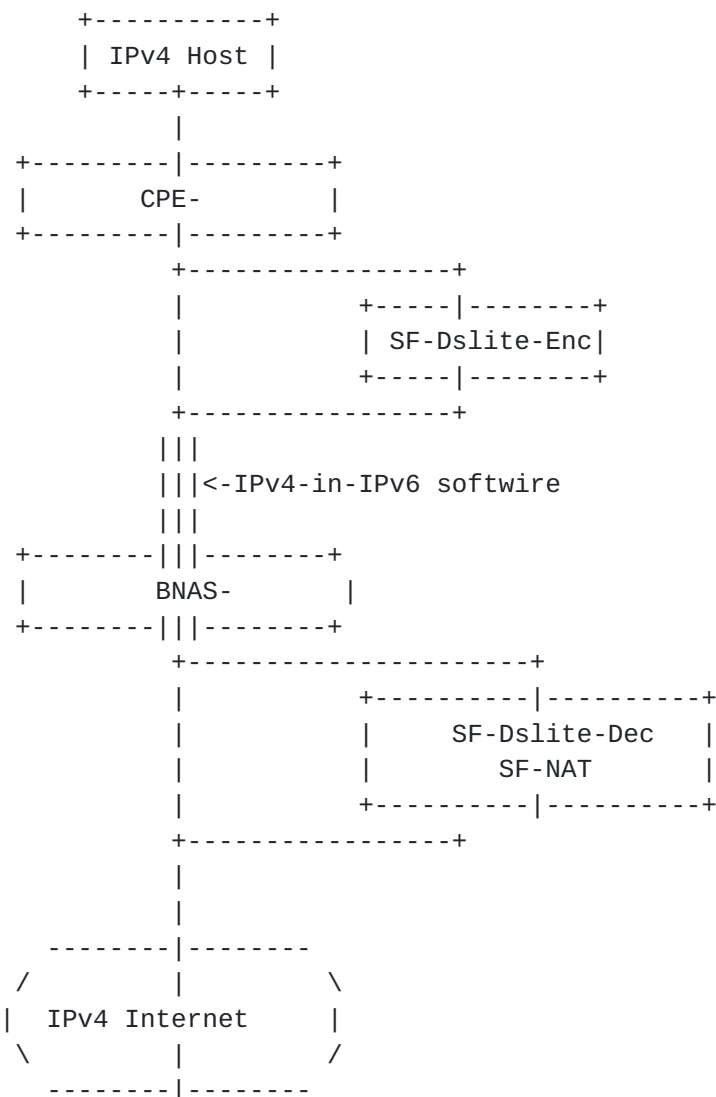 IPv4 Host
CPE-
SF-Dslite-Enc
<-IPv4-in-IPv6 softwire
BNAS-
SF-Dslite-Dec
SF-NAT
IPv4 Internet